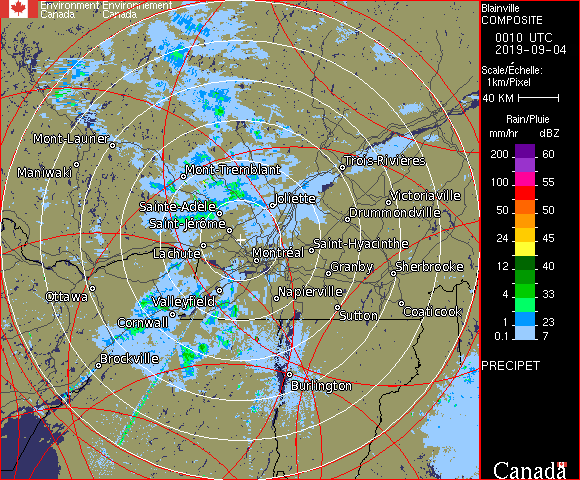 Environment Environnement
Canada Canada
Blainville
COMPOSITE
0010 UTC
2019-09-04
Scale/Échelle:
1km/Pixel
40 KM
Rain/Pluie
mm/hr dBZ
200 60
100 55
50 50
24 45
12 40
4 33
1 23
0.1 7
PRECIPET
Canada
Mont-Laurier
Maniwaki
Mont-Tremblant
Trois-Rivières
Sainte-Adèle
Joliette
Victoriaville
Drummondville
Saint-Jérôme
Lachute
Montréal
Saint-Hyacinthe
Granby
Sherbrooke
Ottawa
Valleyfield
Napierville
Cornwall
Sutton
Coaticook
Brockville
Burlington